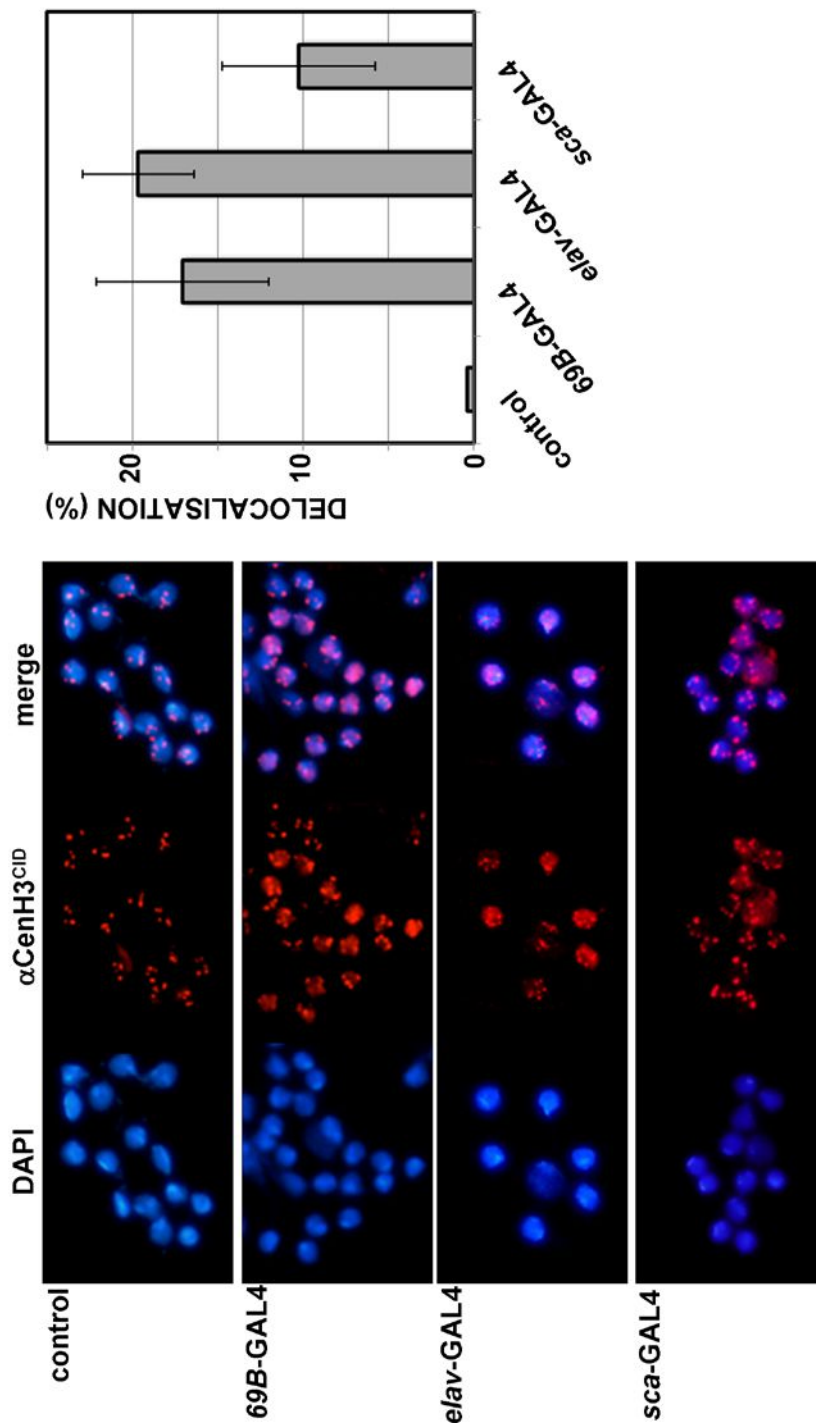 DAPI
αCenH3CID
merge
control
69B-GAL4
elav-GAL4
sca-GAL4
DELOCALISATION (%)
20
10
0
control
69B-GAL4
elav-GAL4
sca-GAL4